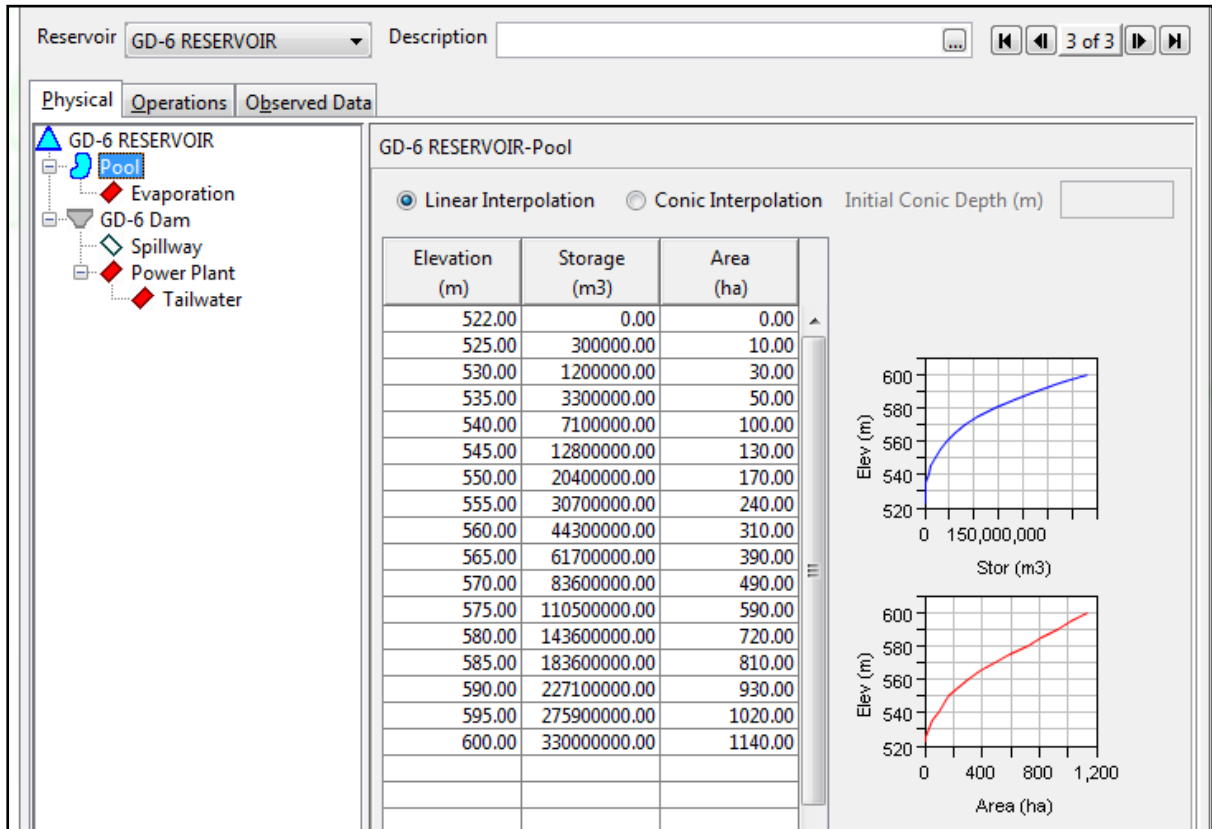 Reservoir GD-6 RESERVOIR Description ... 3 of 3
Physical Operations Observed Data
GD-6 RESERVOIR
Pool
Evaporation
GD-6 Dam
Spillway
Power Plant
Tailwater
GD-6 RESERVOIR-Pool
Linear Interpolation Conic Interpolation Initial Conic Depth (m)
Elevation Storage Area
(m) (m3) (ha)
522.00 0.00 0.00
525.00 300000.00 10.00
530.00 1200000.00 30.00
535.00 3300000.00 50.00
540.00 7100000.00 100.00
545.00 12800000.00 130.00
550.00 20400000.00 170.00
555.00 30700000.00 240.00
560.00 44300000.00 310.00
565.00 61700000.00 390.00
570.00 83600000.00 490.00
575.00 110500000.00 590.00
580.00 143600000.00 720.00
585.00 183600000.00 810.00
590.00 227100000.00 930.00
595.00 275900000.00 1020.00
600.00 330000000.00 1140.00
Elev (m)
600
580
560
540
520
0 150,000,000
Stor (m3)
Elev (m)
600
580
560
540
520
0 400 800 1,200
Area (ha)